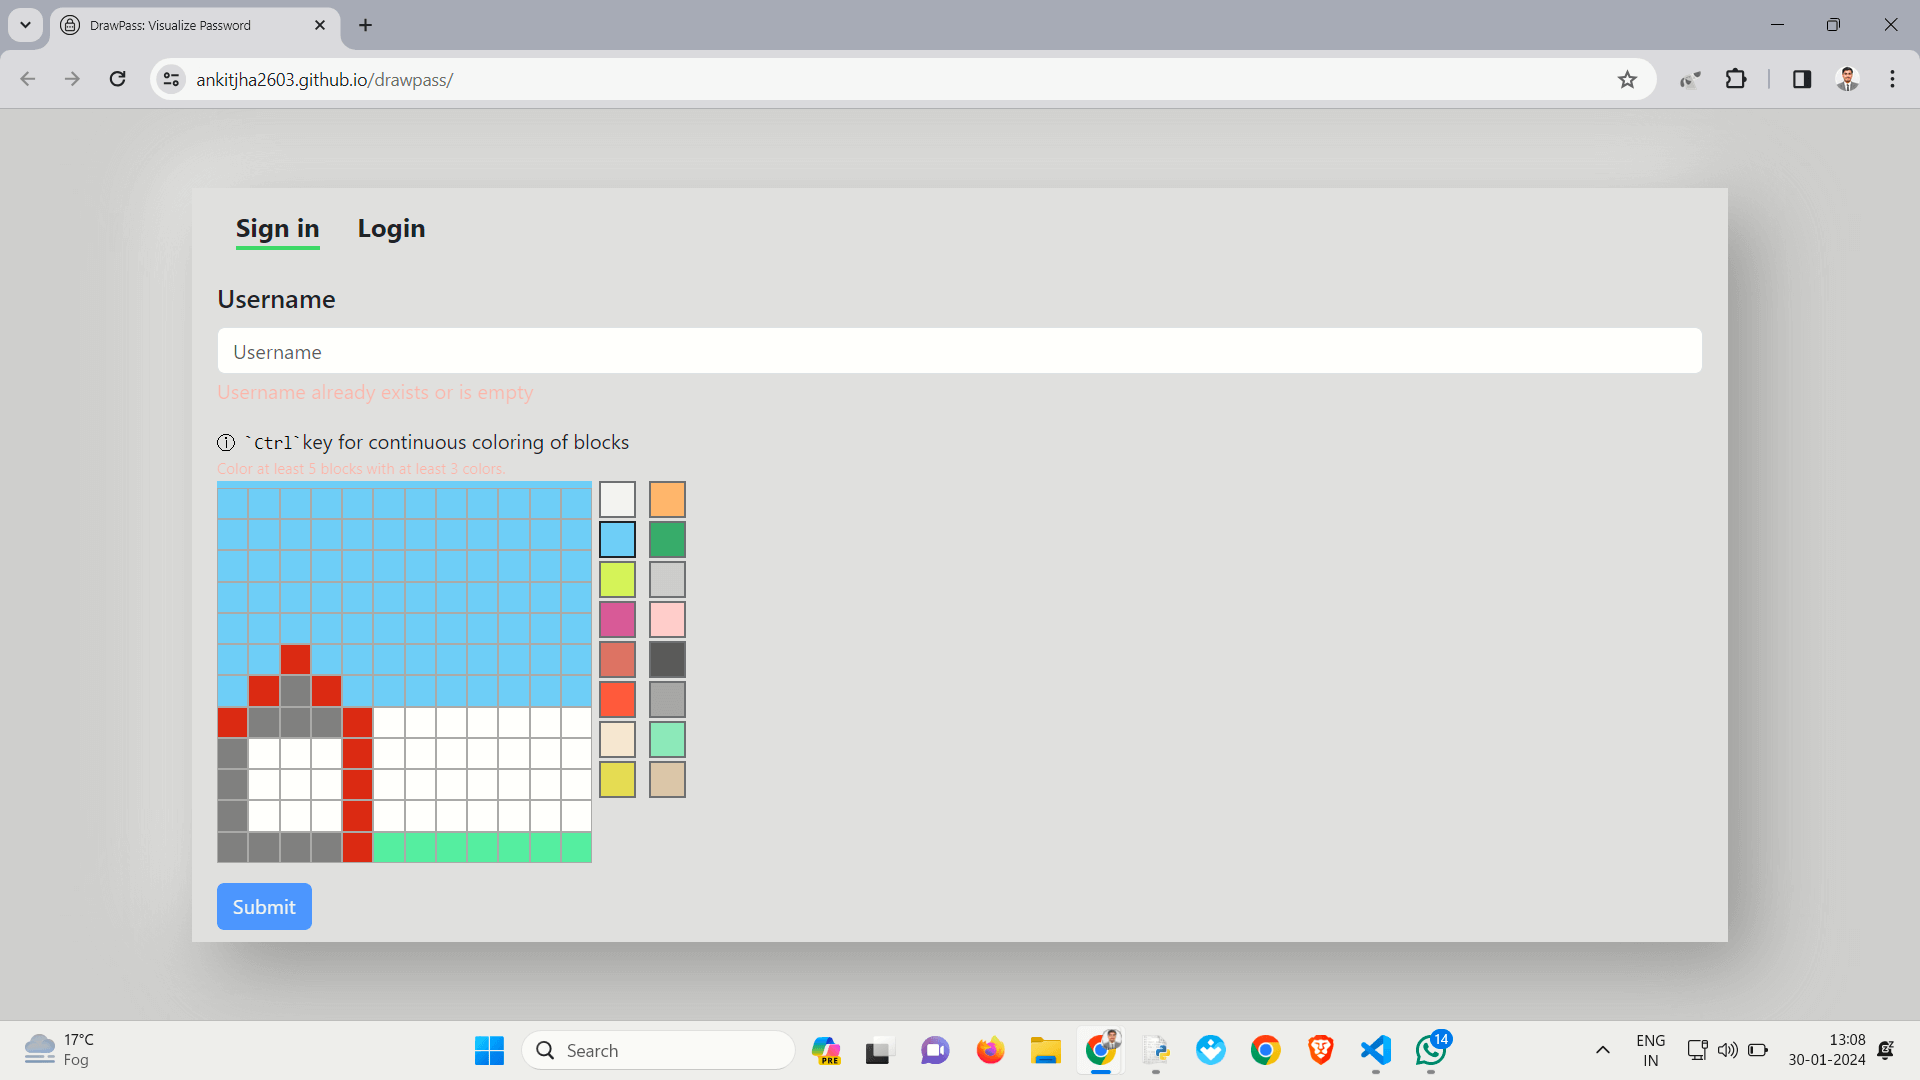 DrawPass: Visualize Password
ankitjha2603.github.io/drawpass/
Sign in Login
Username
Username
Username already exists or is empty
ⓘ `Ctrl`key for continuous coloring of blocks
Color at least 5 blocks with at least 3 colors.
Submit
17°C
Fog
Search
PRE
14
ENG
IN
13:08
30-01-2024